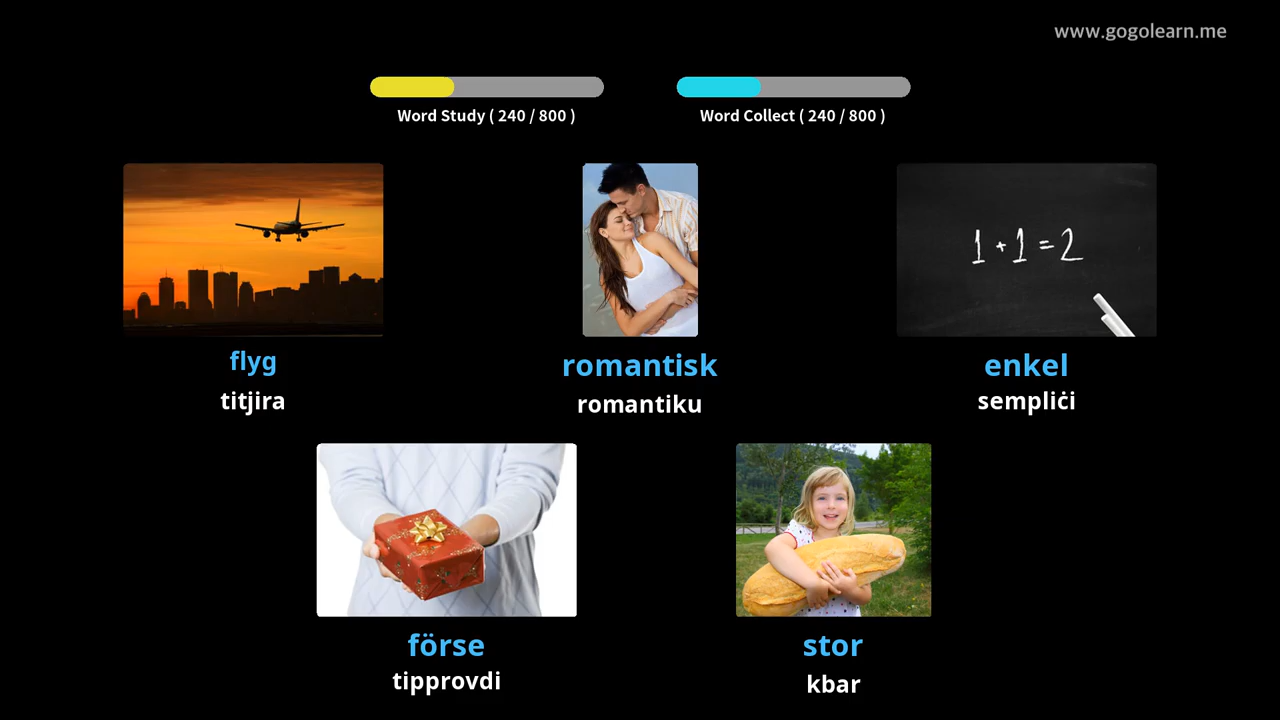 www.gogolearn.me
Word Study ( 240 / 800 )
Word Collect ( 240 / 800 )
1 + 1 = 2
flyg
titjira
romantisk
romantiku
enkel
sempliċi
förse
tipprovdi
stor
kbar